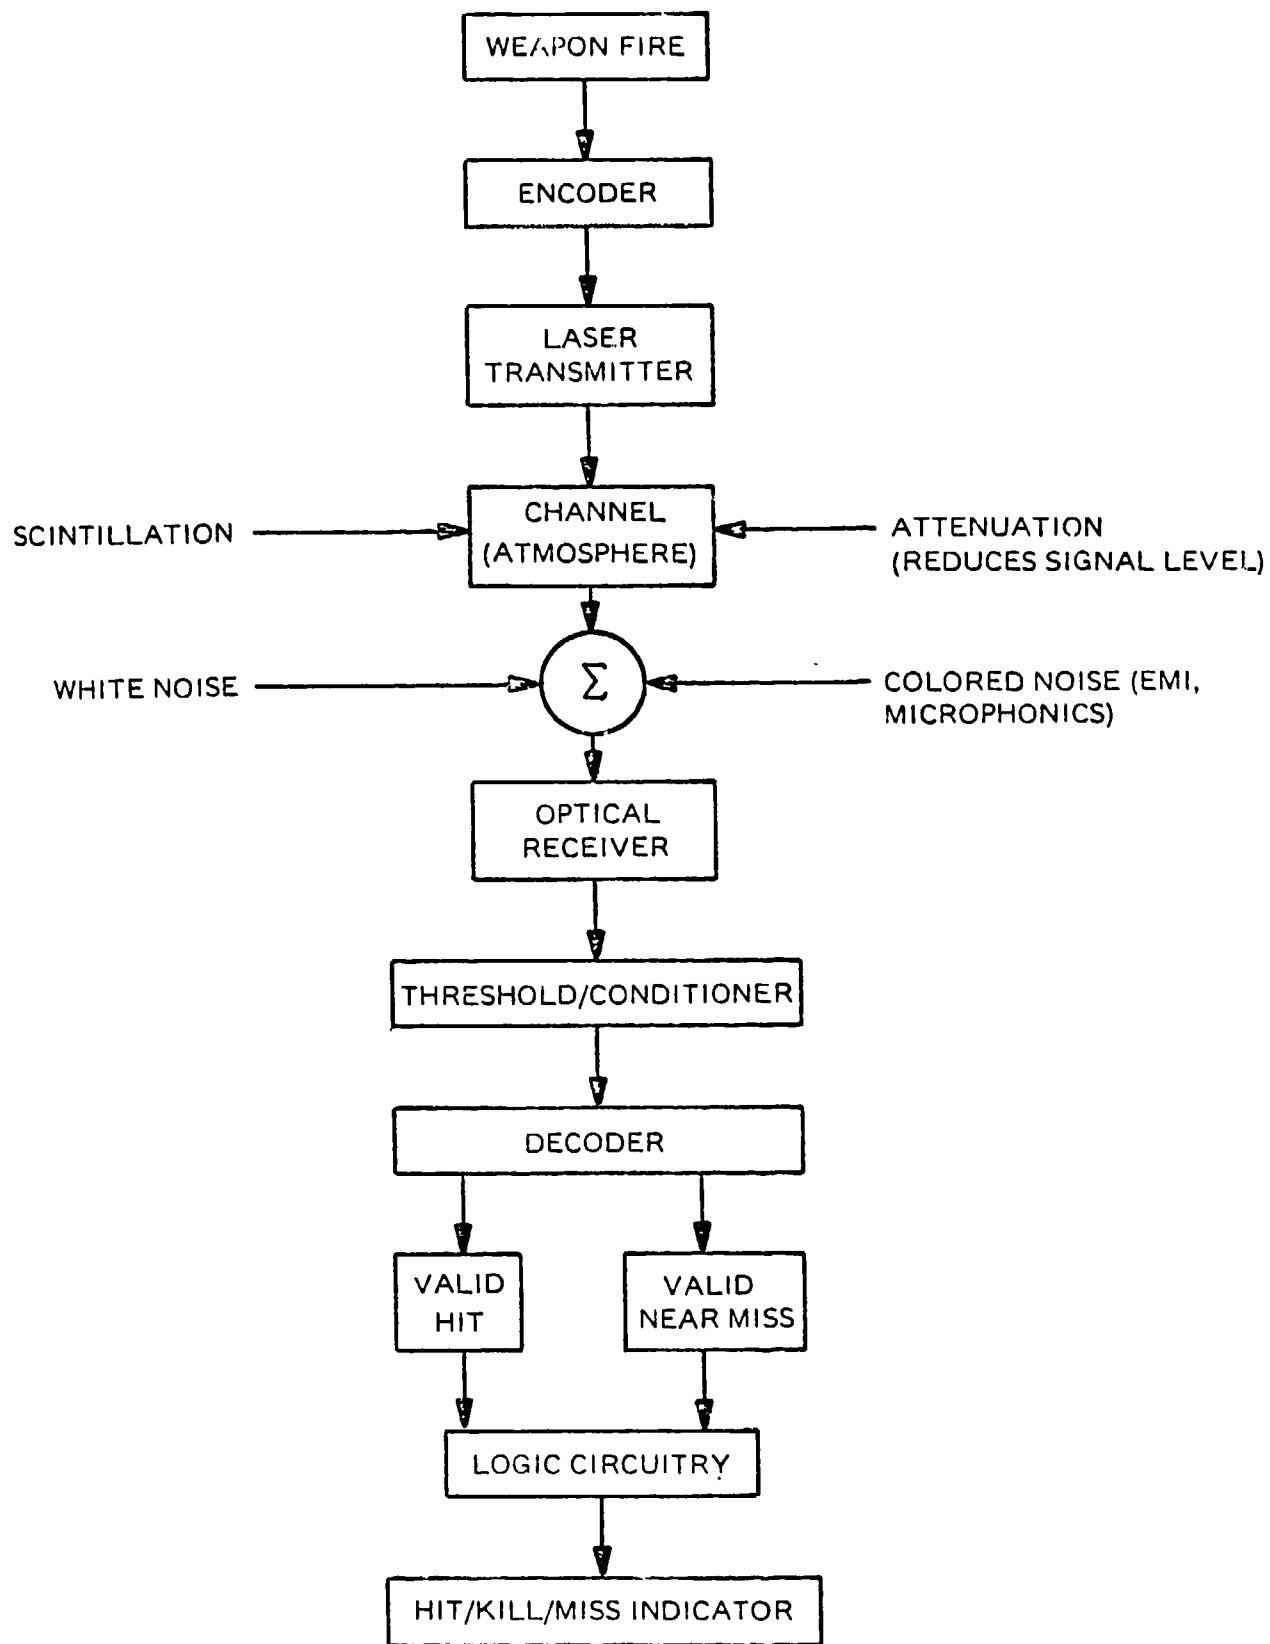 WEAPON FIRE
ENCODER
LASER
TRANSMITTER
CHANNEL
(ATMOSPHERE)
SCINTILLATION
ATTENUATION
(REDUCES SIGNAL LEVEL)
WHITE NOISE
Σ
COLORED NOISE (EMI,
MICROPHONICS)
OPTICAL
RECEIVER
THRESHOLD/CONDITIONER
DECODER
VALID
HIT
VALID
NEAR MISS
LOGIC CIRCUITRY
HIT/KILL/MISS INDICATOR